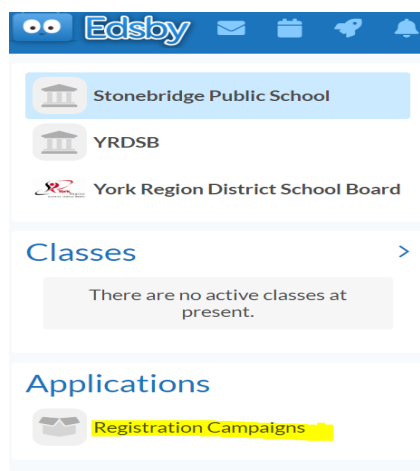 Edsby
Stonebridge Public School
YRDSB
York Region District School Board
Classes
>
There are no active classes at
present.
Applications
Registration Campaigns